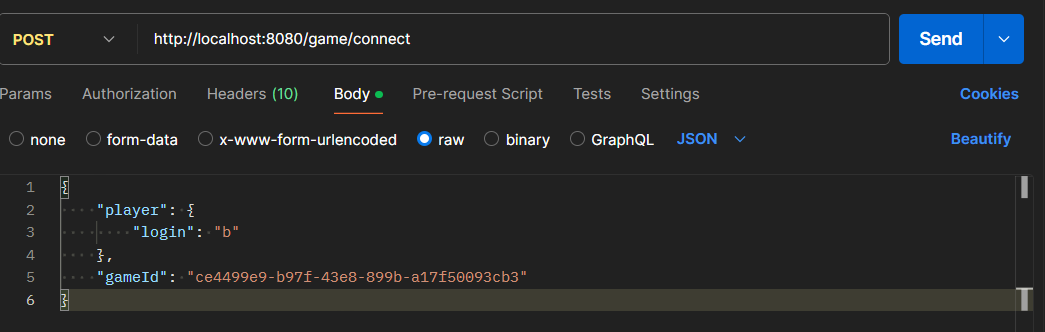 POST http://localhost:8080/game/connect Send
Params Authorization Headers (10) Body Pre-request Script Tests Settings Cookies
none form-data x-www-form-urlencoded raw binary GraphQL JSON Beautify
1 {
2 "player": {
3 "login": "b"
4 },
5 "gameId": "ce4499e9-b97f-43e8-899b-a17f50093cb3"
6 }